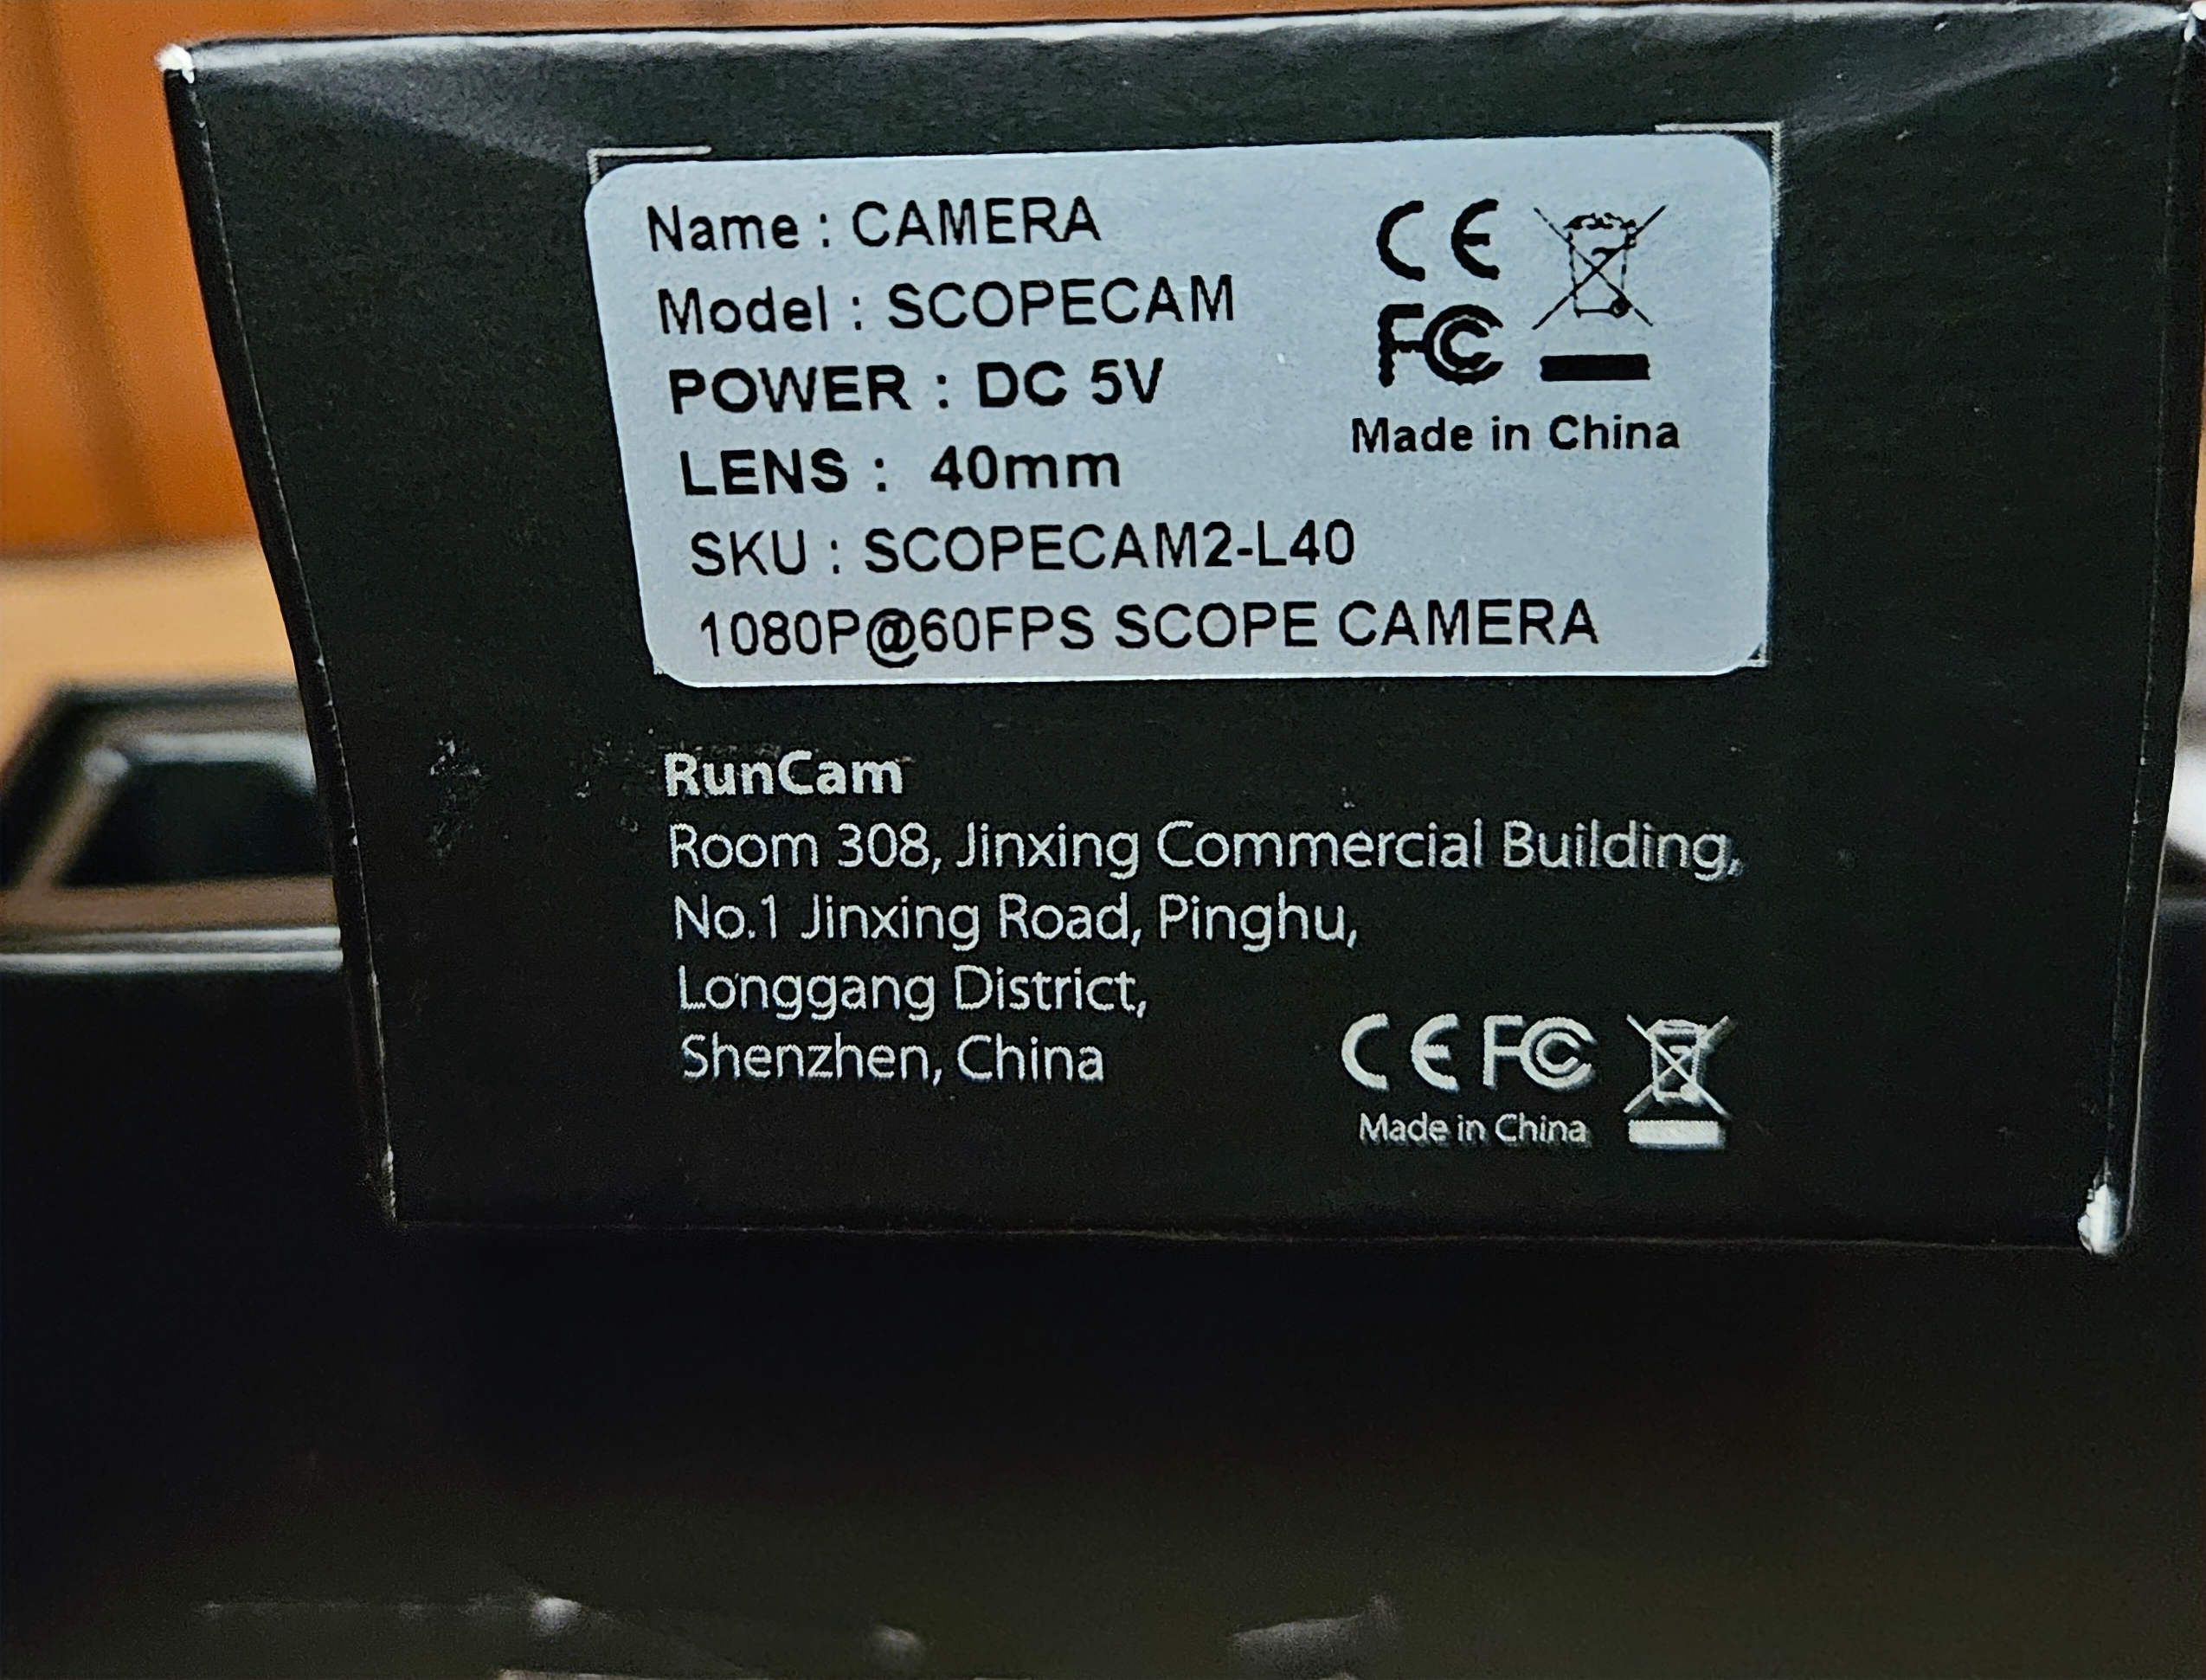 Name : CAMERA
Model : SCOPECAM
POWER : DC 5V
LENS : 40mm
SKU : SCOPECAM2-L40
1080P@60FPS SCOPE CAMERA
CE
FC
Made in China
RunCam
Room 308, Jinxing Commercial Building,
No.1 Jinxing Road, Pinghu,
Longgang District,
Shenzhen, China
CE FC
Made in China